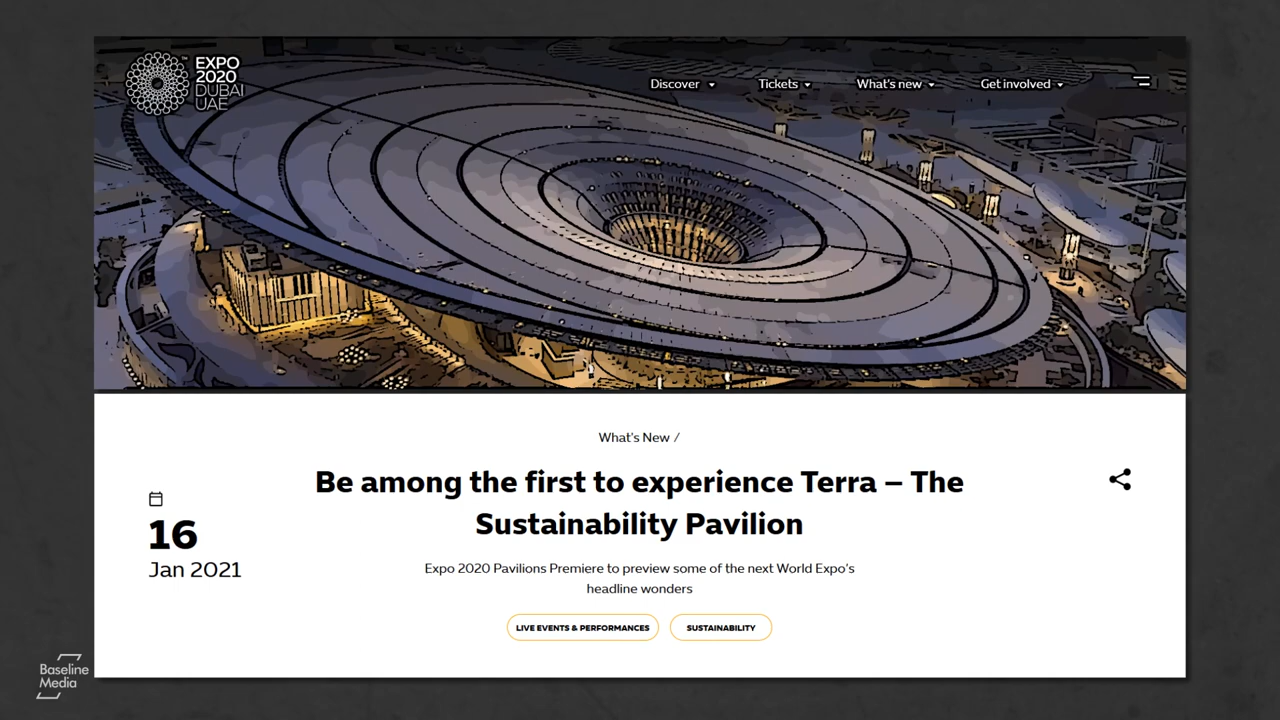 EXPO
2020
DUBAI
UAE
Discover
Tickets
What's new
Get involved
What's New /
Be among the first to experience Terra – The
Sustainability Pavilion
16
Jan 2021
Expo 2020 Pavilions Premiere to preview some of the next World Expo's
headline wonders
LIVE EVENTS & PERFORMANCES
SUSTAINABILITY
Baseline
Media